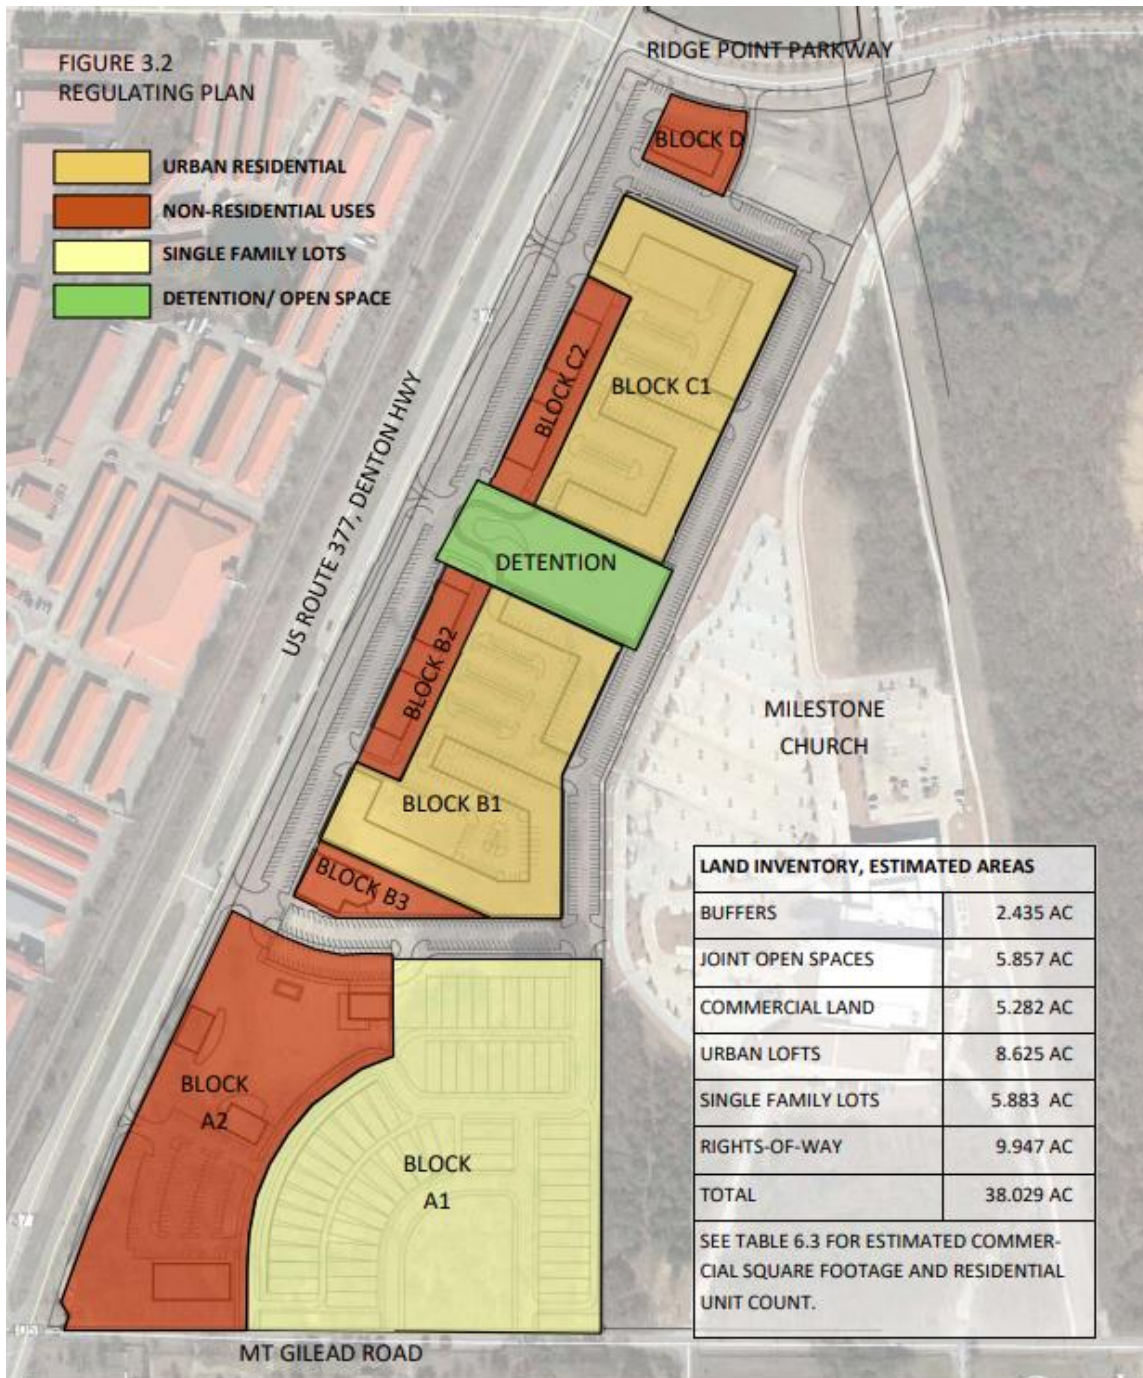 FIGURE 3.2
REGULATING PLAN
URBAN RESIDENTIAL
NON-RESIDENTIAL USES
SINGLE FAMILY LOTS
DETENTION/ OPEN SPACE
RIDGE POINT PARKWAY
BLOCK D
BLOCK C2
BLOCK C1
US ROUTE 377, DENTON HWY
DETENTION
BLOCK B2
BLOCK B1
BLOCK B3
MILESTONE
CHURCH
BLOCK
A2
BLOCK
A1
MT GILEAD ROAD
LAND INVENTORY, ESTIMATED AREAS
BUFFERS 2.435 AC
JOINT OPEN SPACES 5.857 AC
COMMERCIAL LAND 5.282 AC
URBAN LOFTS 8.625 AC
SINGLE FAMILY LOTS 5.883 AC
RIGHTS-OF-WAY 9.947 AC
TOTAL 38.029 AC
SEE TABLE 6.3 FOR ESTIMATED COMMER-
CIAL SQUARE FOOTAGE AND RESIDENTIAL
UNIT COUNT.